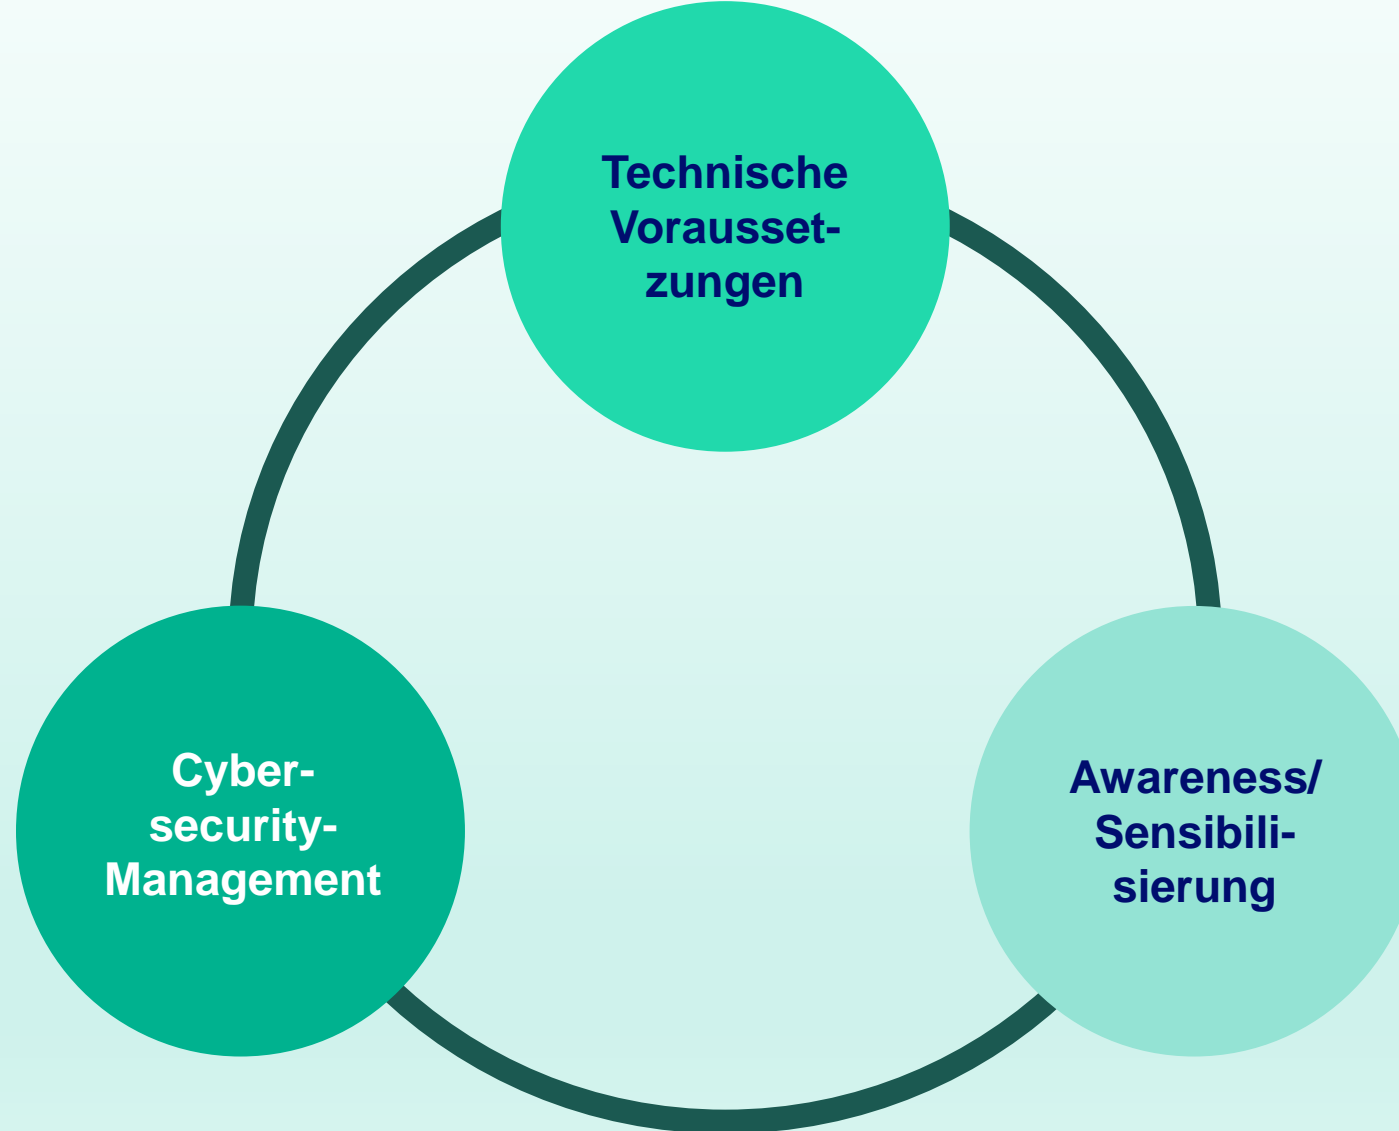 Technische
Vorausset-
zungen
Cyber-
security-
Management
Awareness/
Sensibili-
sierung